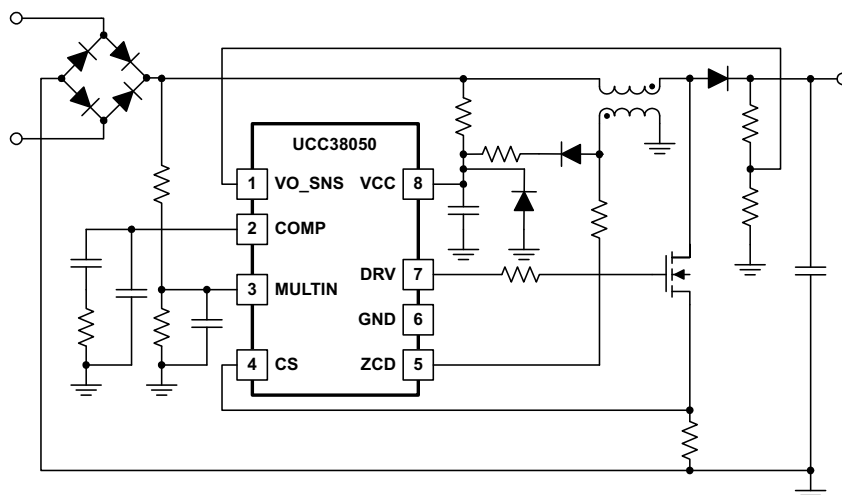 UCC38050
1 VO_SNS VCC 8
2 COMP
DRV 7
3 MULTIN
GND 6
4 CS ZCD 5